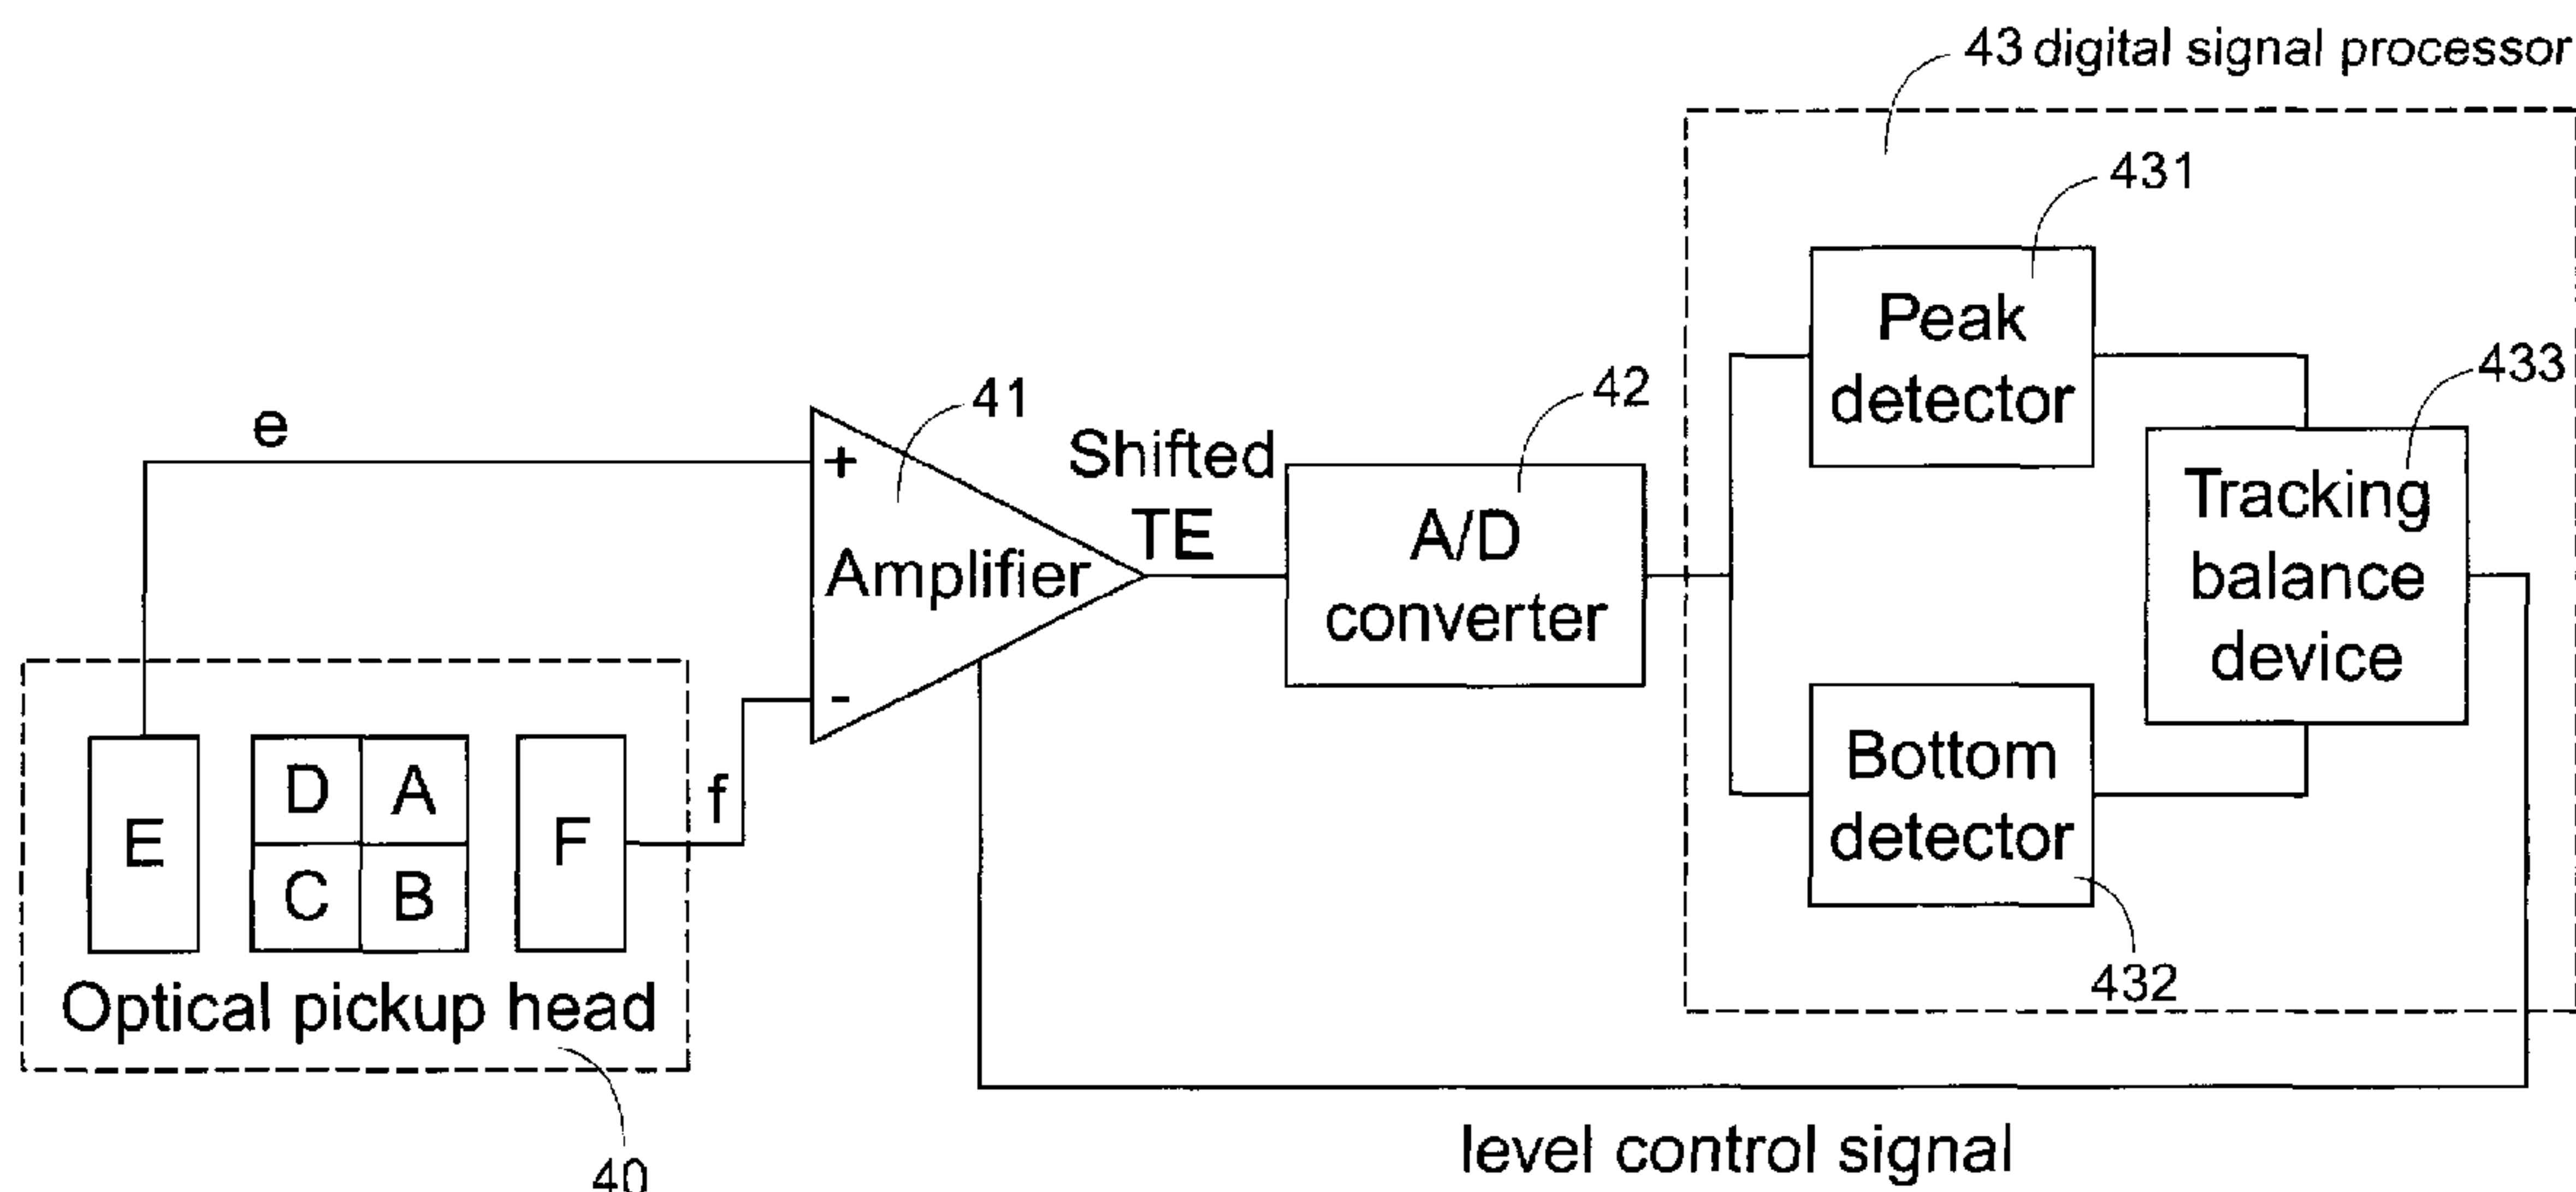 43 digital signal processor
431
Peak
detector
433
Tracking
balance
device
42
A/D
converter
41
Shifted
TE
e
+
Amplifier
-
f
E
D A
C B
F
Optical pickup head
40
Bottom
detector
432
level control signal